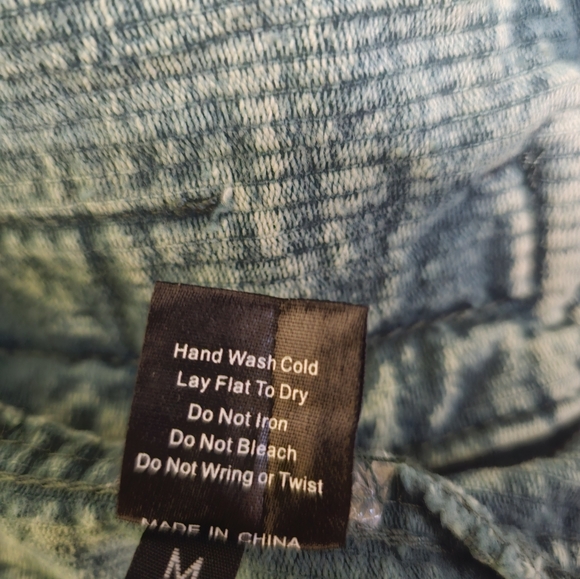 Hand Wash Cold
Lay Flat To Dry
Do Not Iron
Do Not Bleach
Do Not Wring or Twist
MADE IN CHINA
M